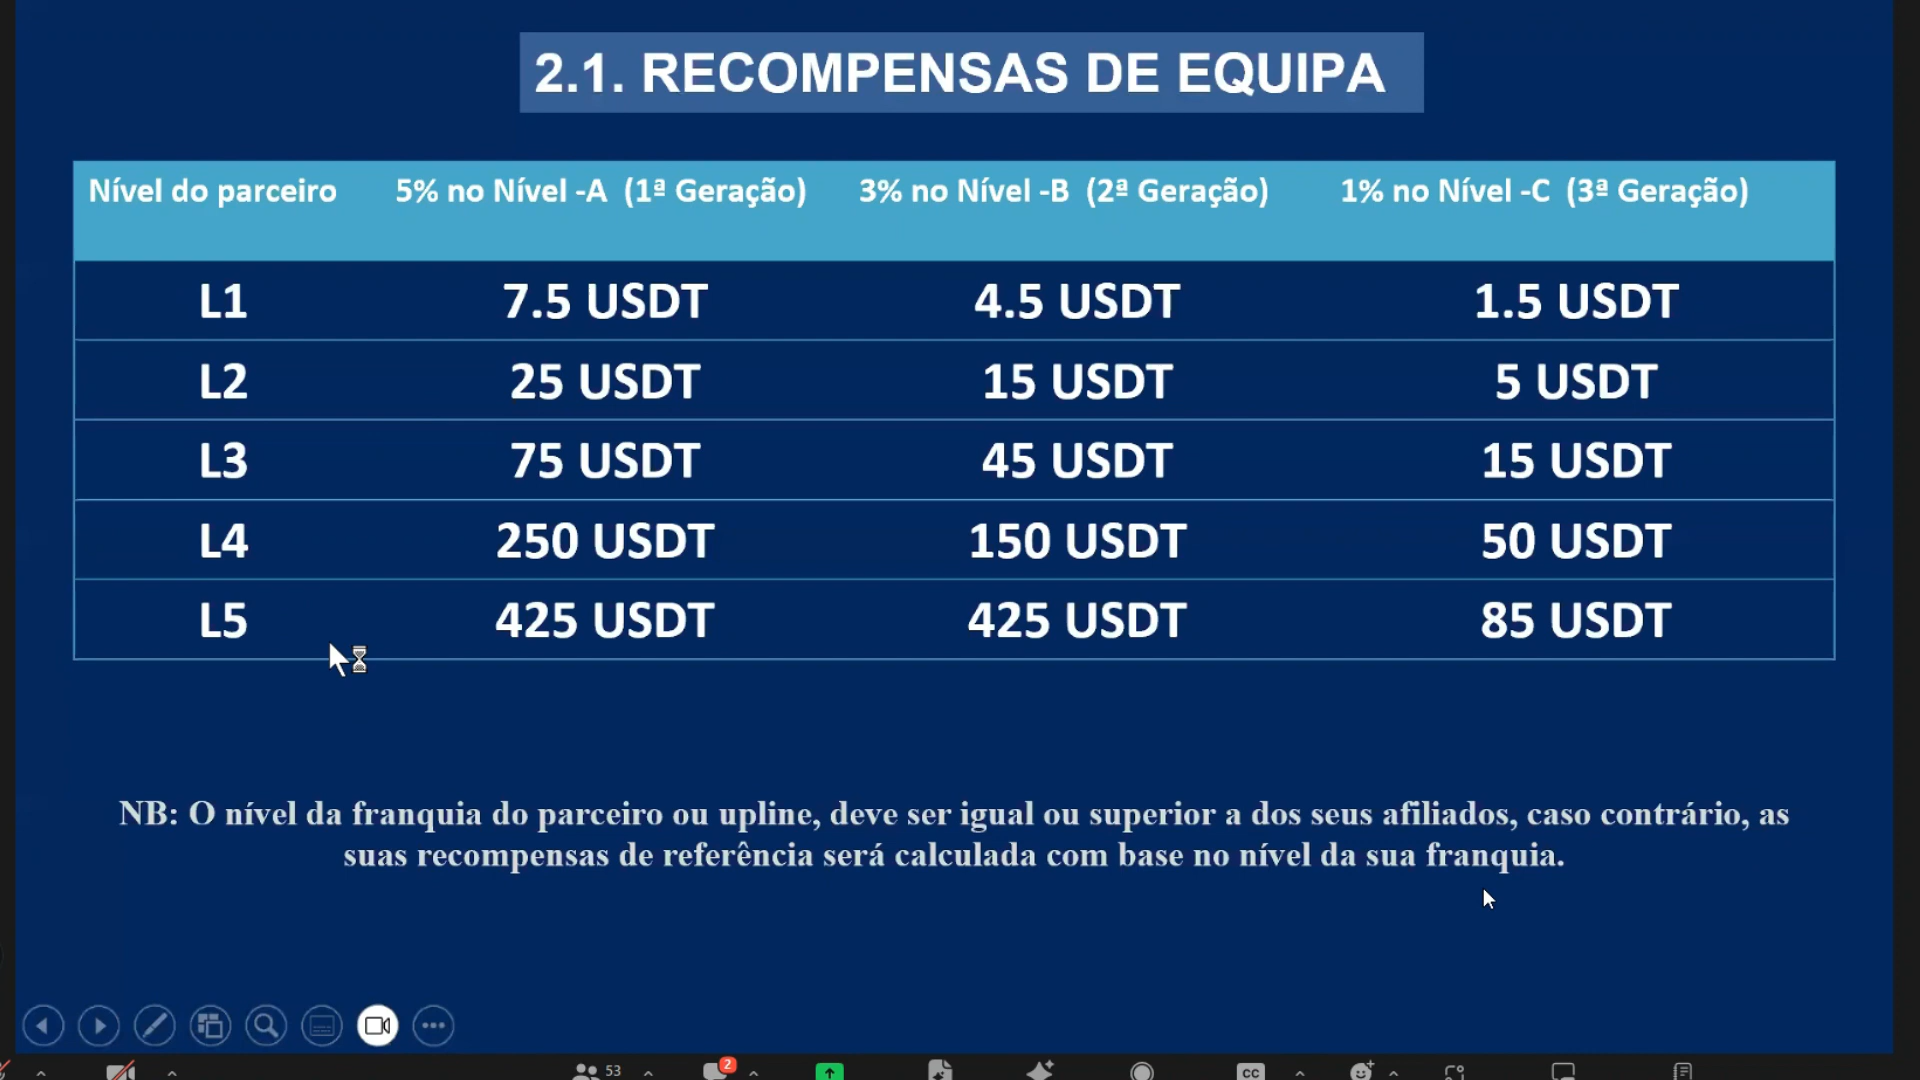 2.1. RECOMPENSAS DE EQUIPA
Nível do parceiro 5% no Nível -A (1ª Geração) 3% no Nível -B (2ª Geração) 1% no Nível -C (3ª Geração)
L1 7.5 USDT 4.5 USDT 1.5 USDT
L2 25 USDT 15 USDT 5 USDT
L3 75 USDT 45 USDT 15 USDT
L4 250 USDT 150 USDT 50 USDT
L5 425 USDT 425 USDT 85 USDT
NB: O nível da franquia do parceiro ou upline, deve ser igual ou superior a dos seus afiliados, caso contrário, as
suas recompensas de referência será calculada com base no nível da sua franquia.
53 2 CC